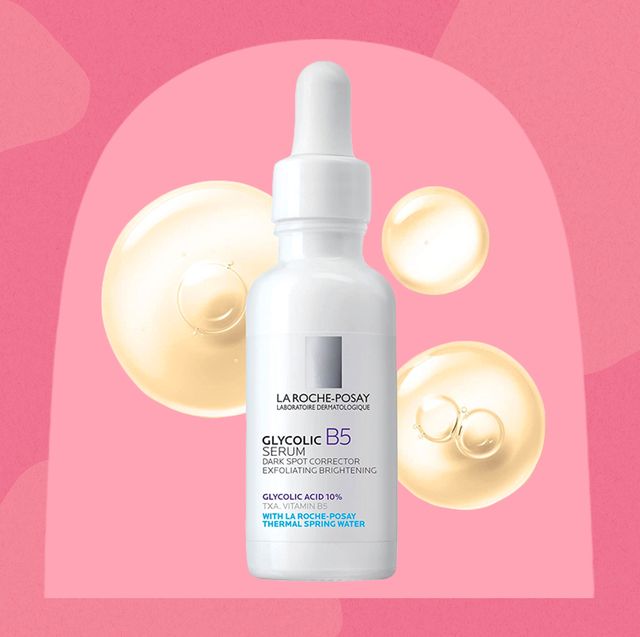 LA ROCHE-POSAY
LABORATOIRE DERMATOLOGIQUE
GLYCOLIC B5
SERUM
DARK SPOT CORRECTOR
EXFOLIATING BRIGHTENING
GLYCOLIC ACID 10%
TXA. VITAMIN B5
WITH LA ROCHE-POSAY
THERMAL SPRING WATER